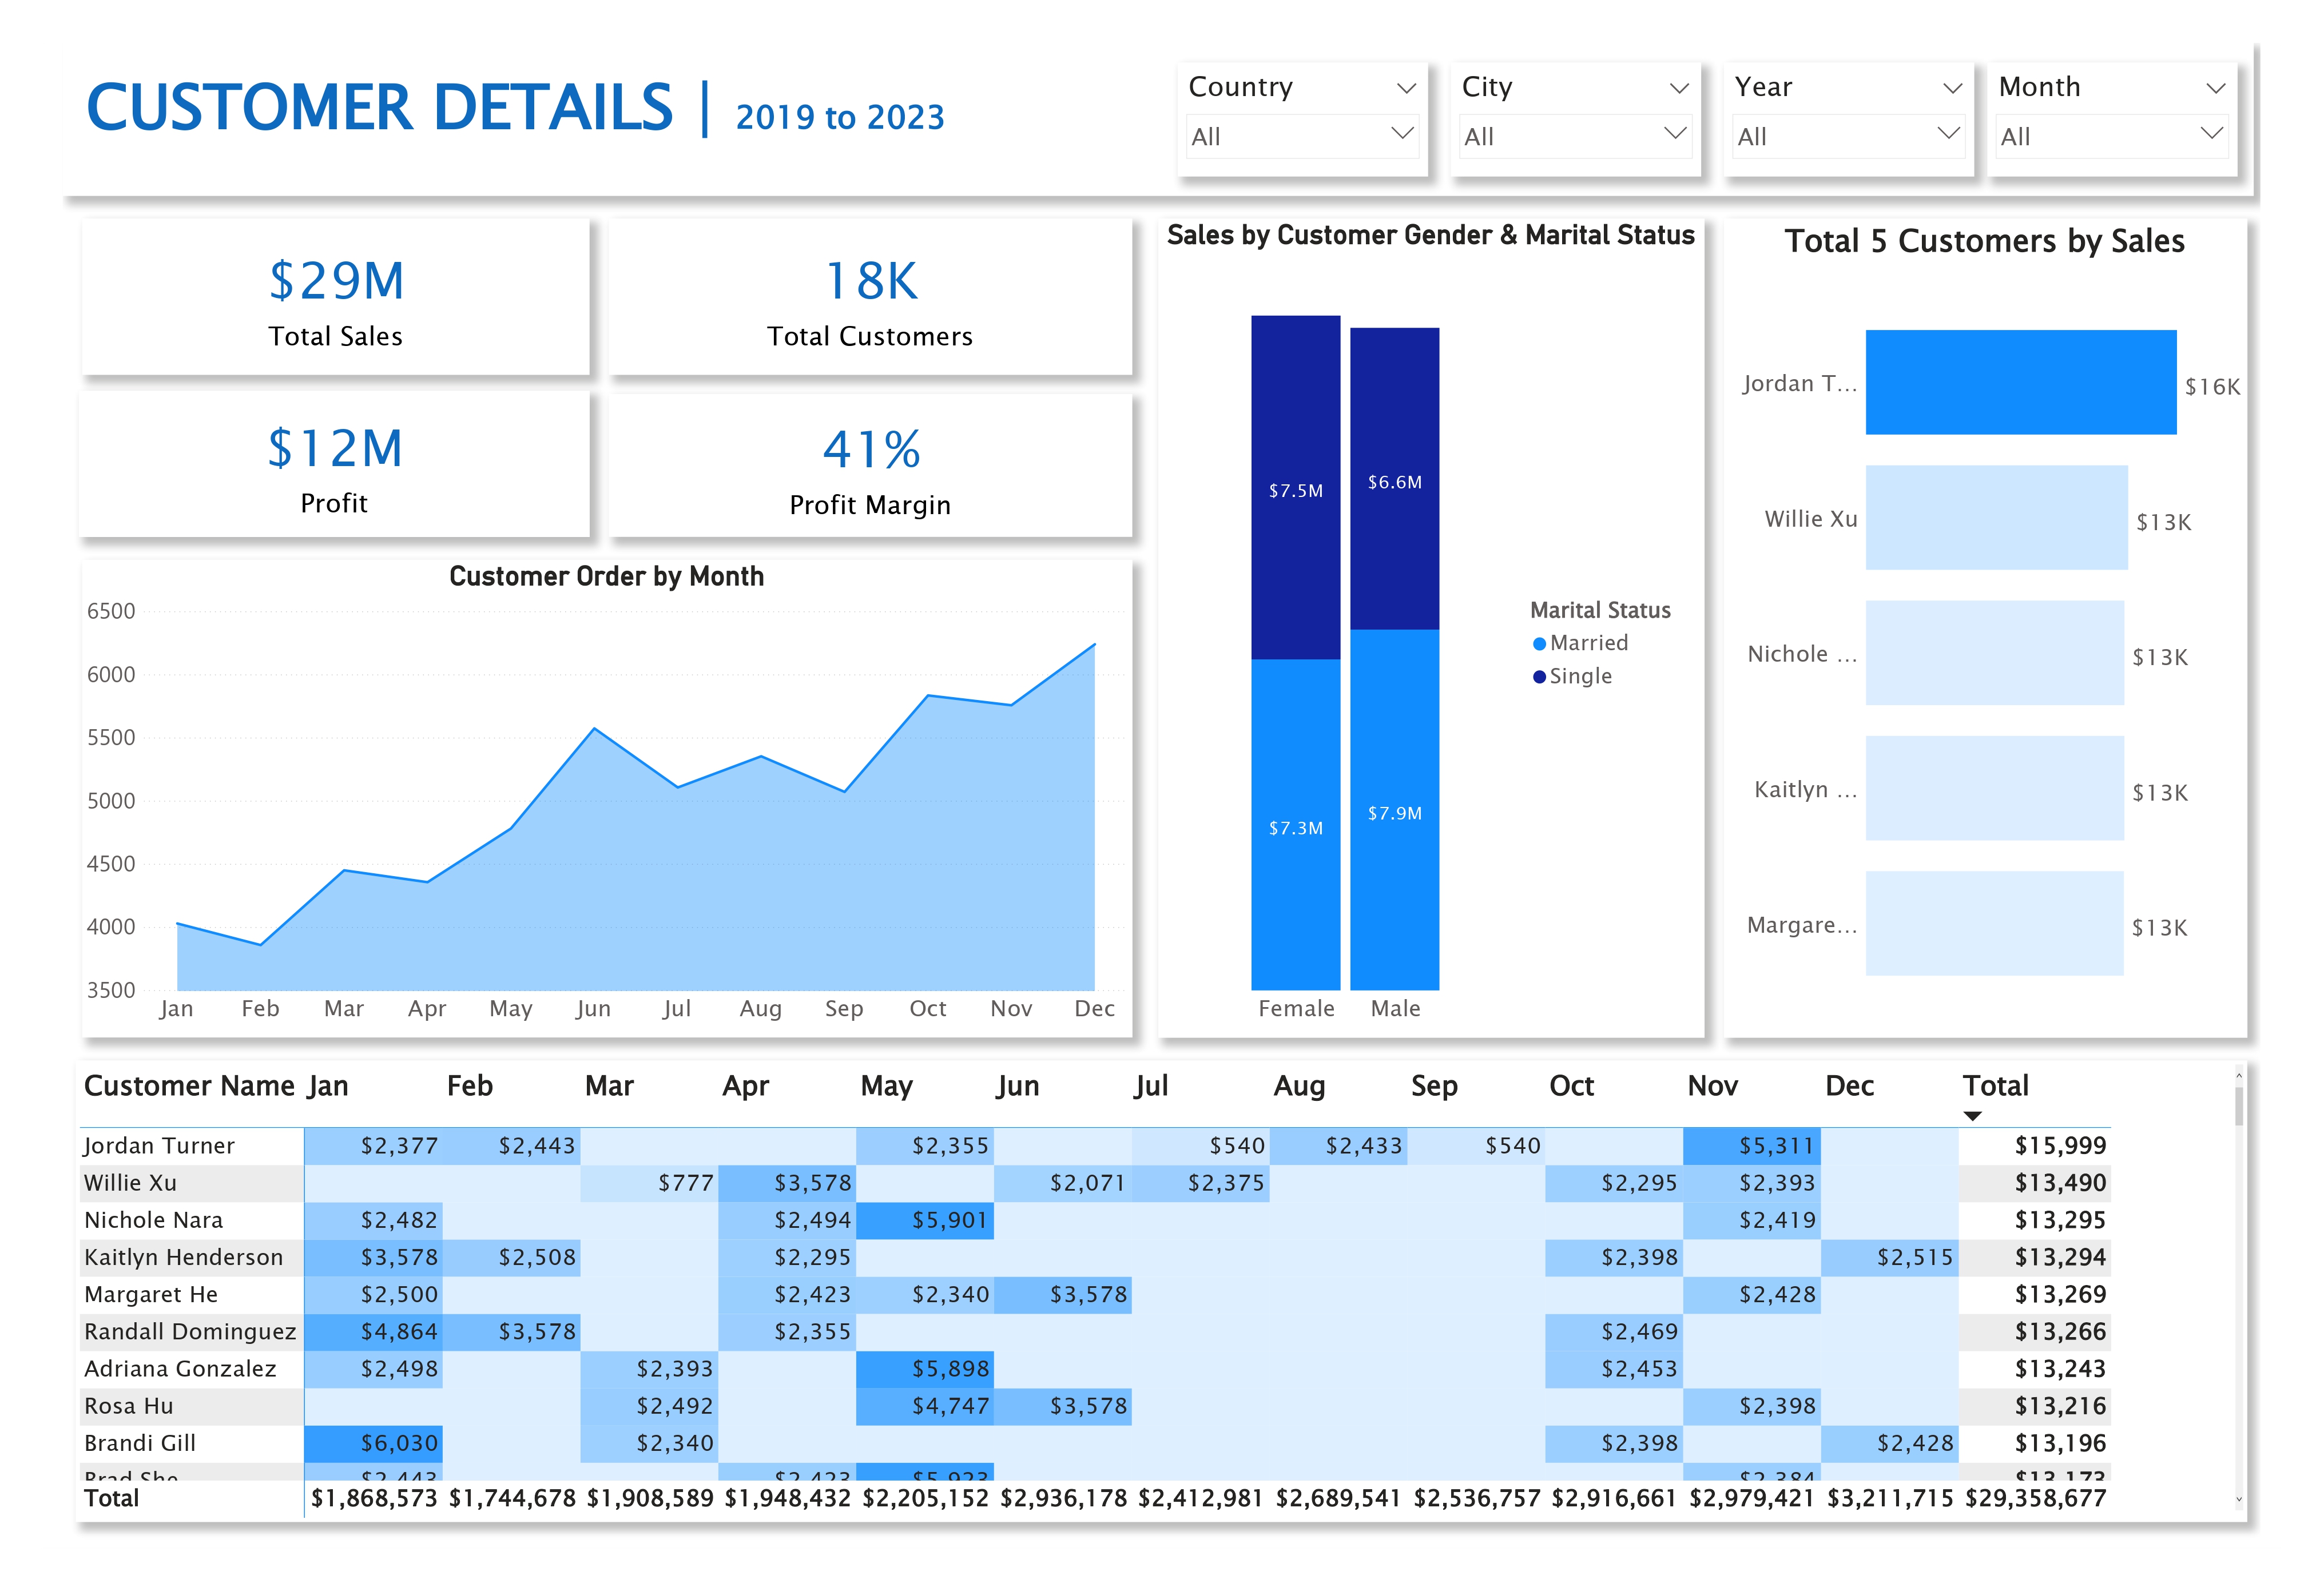 CUSTOMER DETAILS | 2019 to 2023
Country City Year Month
All All All All
$29M
Total Sales
18K
Total Customers
$12M
Profit
41%
Profit Margin
Customer Order by Month
6500
6000
5500
5000
4500
4000
3500
Jan Feb Mar Apr May Jun Jul Aug Sep Oct Nov Dec
Sales by Customer Gender & Marital Status
$7.5M $6.6M
$7.3M $7.9M
Female Male
Marital Status
Married
Single
Total 5 Customers by Sales
Jordan T... $16K
Willie Xu $13K
Nichole ... $13K
Kaitlyn ... $13K
Margare... $13K
Customer Name Jan Feb Mar Apr May Jun Jul Aug Sep Oct Nov Dec Total
Jordan Turner $2,377 $2,443 $2,355 $540 $2,433 $540 $5,311 $15,999
Willie Xu $777 $3,578 $2,071 $2,375 $2,295 $2,393 $13,490
Nichole Nara $2,482 $2,494 $5,901 $2,419 $13,295
Kaitlyn Henderson $3,578 $2,508 $2,295 $2,398 $2,515 $13,294
Margaret He $2,500 $2,423 $2,340 $3,578 $2,428 $13,269
Randall Dominguez $4,864 $3,578 $2,355 $2,469 $13,266
Adriana Gonzalez $2,498 $2,393 $5,898 $2,453 $13,243
Rosa Hu $2,492 $4,747 $3,578 $2,398 $13,216
Brandi Gill $6,030 $2,340 $2,398 $2,428 $13,196
Brad She $2,443 $2,423 $5,923 $2,384 $13,173
Total $1,868,573 $1,744,678 $1,908,589 $1,948,432 $2,205,152 $2,936,178 $2,412,981 $2,689,541 $2,536,757 $2,916,661 $2,979,421 $3,211,715 $29,358,677